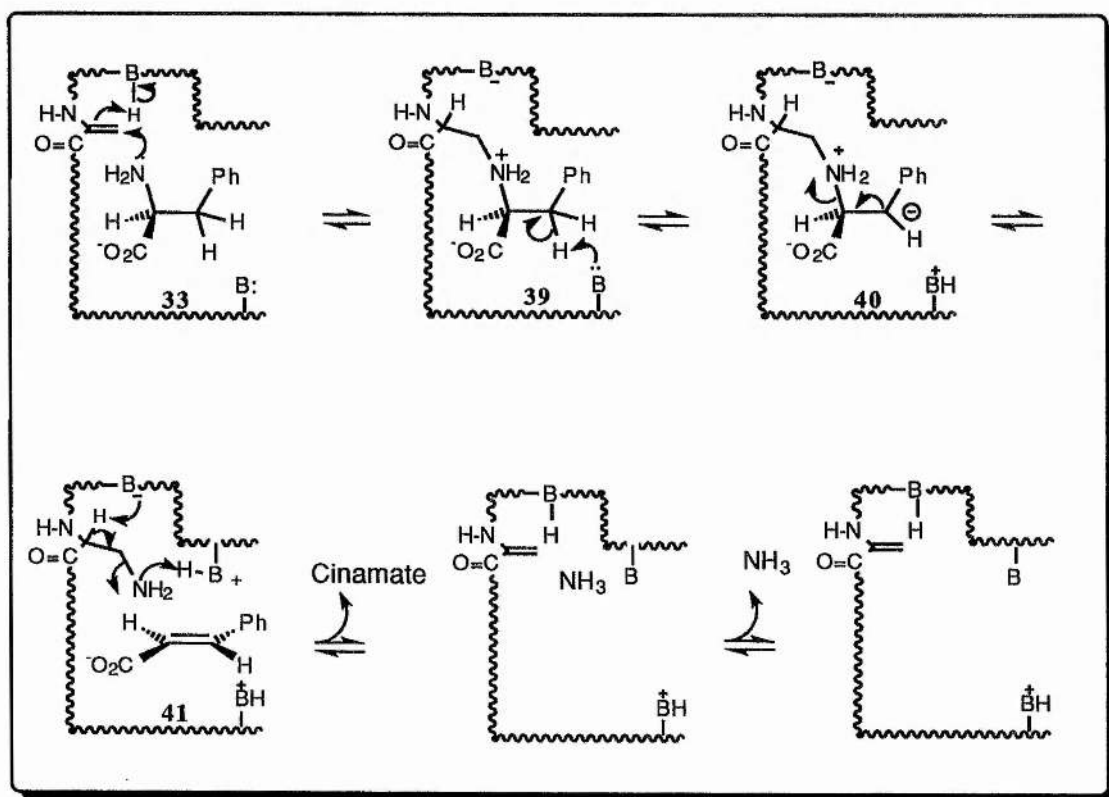 B
H
H-N
O=C
H2N
Ph
H
H
H
-O2C
B:
33
B-
H-N
H
O=C
+
NH2
Ph
H
H
-O2C
H
B
39
B-
H-N
H
O=C
+
NH2
Ph
H
-O2C
H
+
BH
40
B-
H-N
H
O=C
NH2
H-B
+
H
Ph
-O2C
H
+
BH
41
Cinamate
B
H
H-N
O=C
NH3
B
+
BH
NH3
B
H
H-N
O=C
B
+
BH